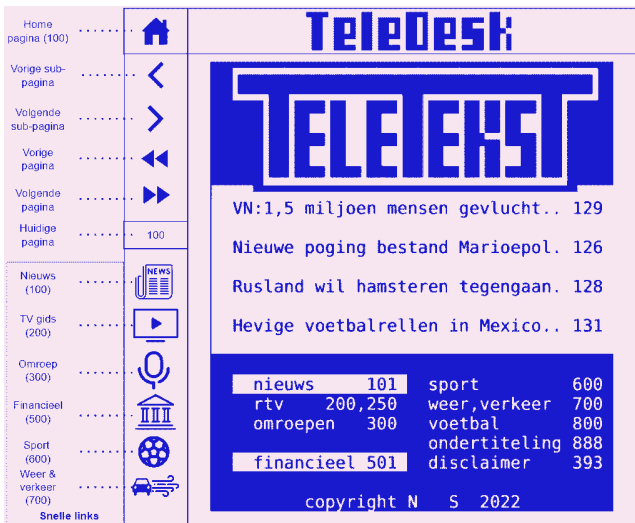 Home
pagina (100)
Vorige sub-
pagina
Volgende
sub-pagina
Vorige
pagina
Volgende
pagina
Huidige
pagina
100
Nieuws
(100)
NEWS
TV gids
(200)
Omroep
(300)
Financieel
(500)
Sport
(600)
Weer &
verkeer
(700)
Snelle links
TeleDesk
TELETEKST
VN:1,5 miljoen mensen gevlucht.. 129
Nieuwe poging bestand Marioepol. 126
Rusland wil hamsteren tegengaan. 128
Hevige voetbalrellen in Mexico.. 131
nieuws 101 sport 600
rtv 200,250 weer,verkeer 700
omroepen 300 voetbal 800
ondertiteling 888
financieel 501 disclaimer 393
copyright N S 2022